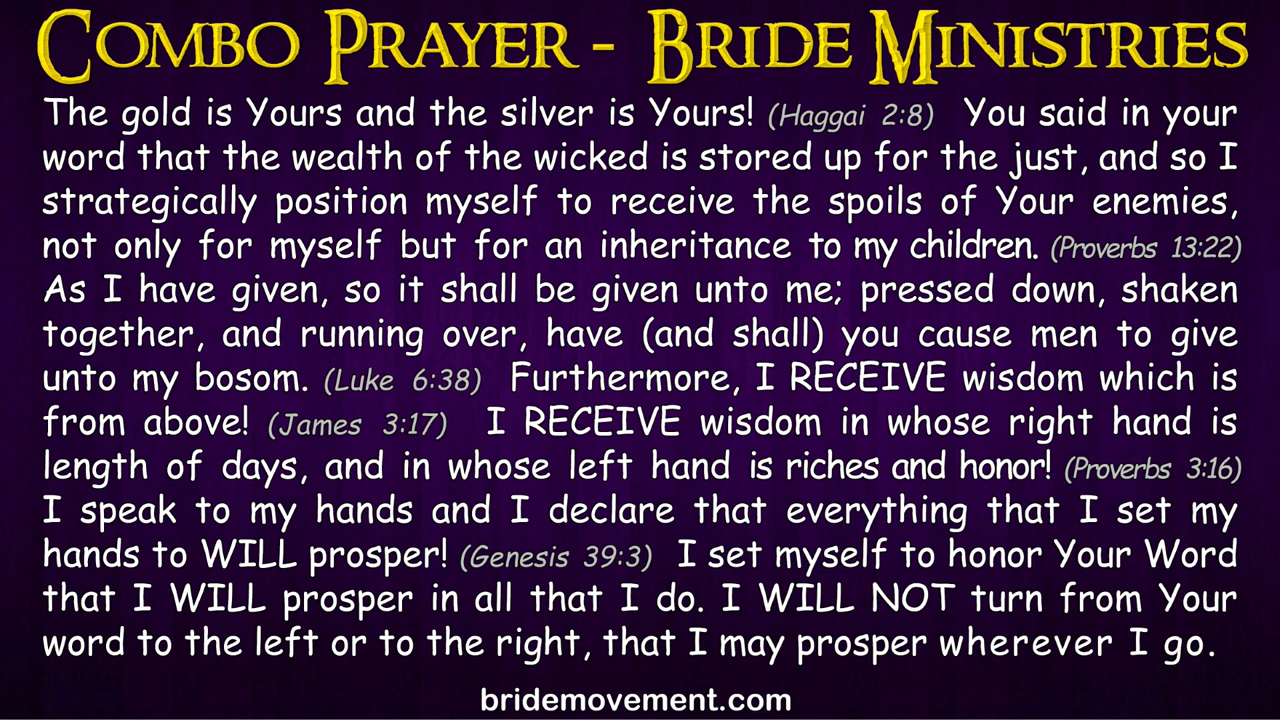 COMBO PRAYER - BRIDE MINISTRIES
The gold is Yours and the silver is Yours! (Haggai 2:8) You said in your
word that the wealth of the wicked is stored up for the just, and so I
strategically position myself to receive the spoils of Your enemies,
not only for myself but for an inheritance to my children. (Proverbs 13:22)
As I have given, so it shall be given unto me; pressed down, shaken
together, and running over, have (and shall) you cause men to give
unto my bosom. (Luke 6:38) Furthermore, I RECEIVE wisdom which is
from above! (James 3:17) I RECEIVE wisdom in whose right hand is
length of days, and in whose left hand is riches and honor! (Proverbs 3:16)
I speak to my hands and I declare that everything that I set my
hands to WILL prosper! (Genesis 39:3) I set myself to honor Your Word
that I WILL prosper in all that I do. I WILL NOT turn from Your
word to the left or to the right, that I may prosper wherever I go.
bridemovement.com